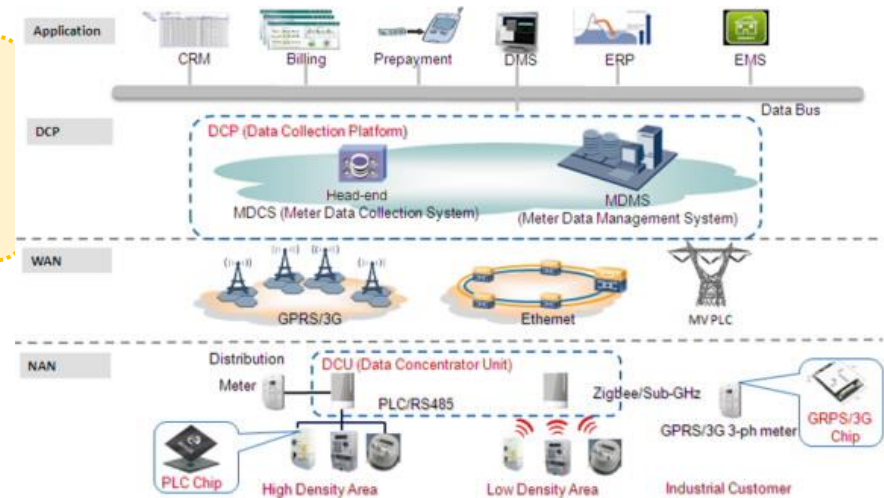 Application
CRM
Billing
Prepayment
DMS
ERP
EMS
Data Bus
DCP
DCP (Data Collection Platform)
Head-end
MDCS (Meter Data Collection System)
MDMS
(Meter Data Management System)
WAN
GPRS/3G
Ethernet
MV PLC
NAN
Distribution
Meter
DCU (Data Concentrator Unit)
PLC/RS485
Zigbee/Sub-GHz
GPRS/3G 3-ph meter
GRPS/3G
Chip
PLC Chip
High Density Area
Low Density Area
Industrial Customer